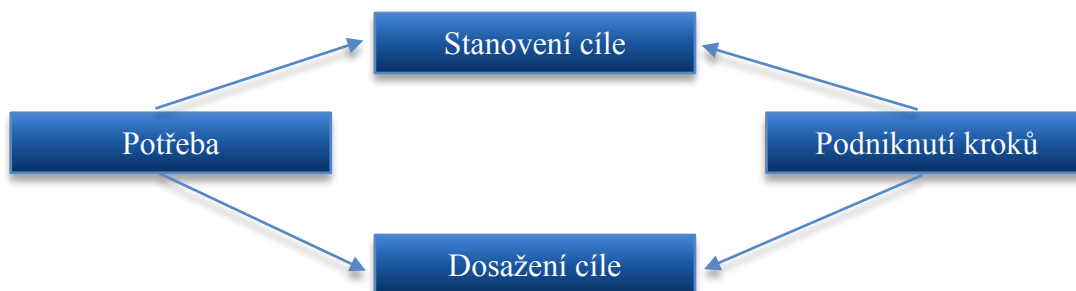 Stanovení cíle
Potřeba
Podniknutí kroků
Dosažení cíle